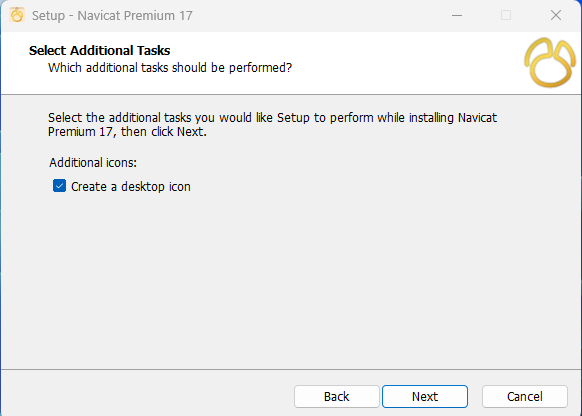 Setup - Navicat Premium 17
Select Additional Tasks
Which additional tasks should be performed?
Select the additional tasks you would like Setup to perform while installing Navicat
Premium 17, then click Next.
Additional icons:
Create a desktop icon
Back
Next
Cancel